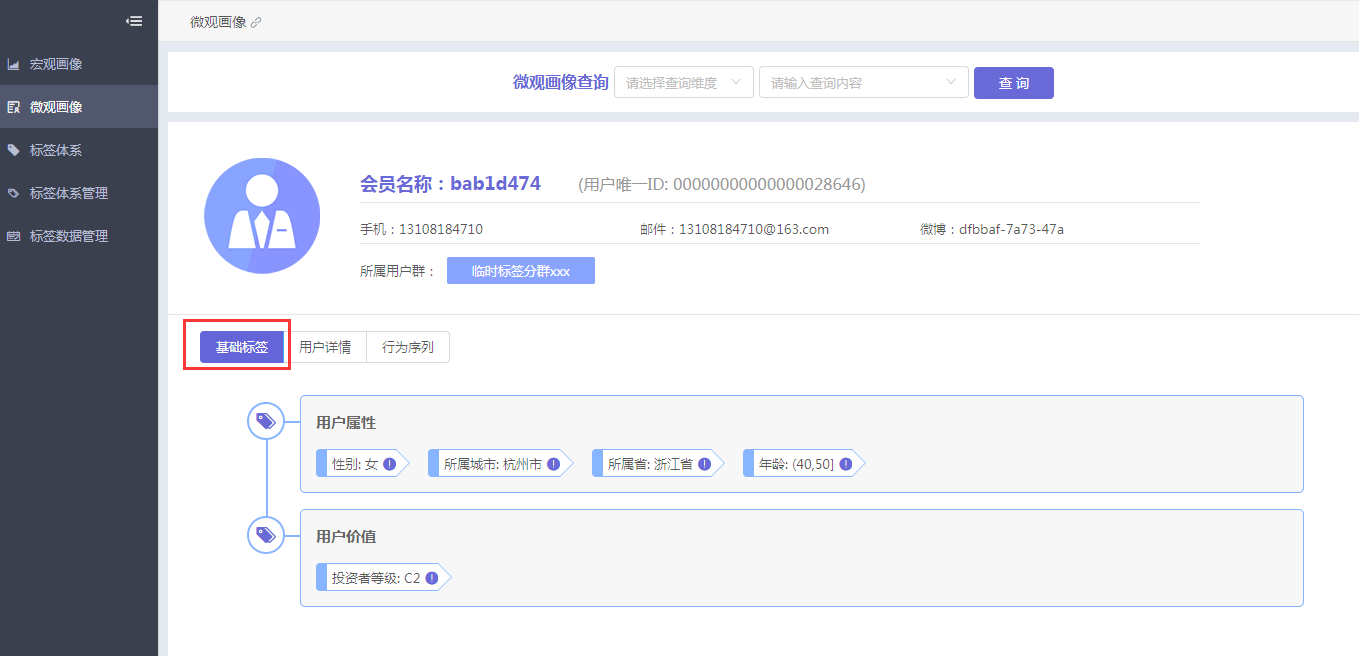 微观画像
宏观画像
微观画像
标签体系
标签体系管理
标签数据管理
微观画像查询 请选择查询维度 请输入查询内容 查 询
会员名称：bab1d474 (用户唯一ID: 00000000000000028646)
手机：13108184710 邮件：13108184710@163.com 微博：dfbbaf-7a73-47a
所属用户群： 临时标签分群xxx
基础标签 用户详情 行为序列
用户属性
性别: 女 所属城市: 杭州市 所属省: 浙江省 年龄: (40,50]
用户价值
投资者等级: C2